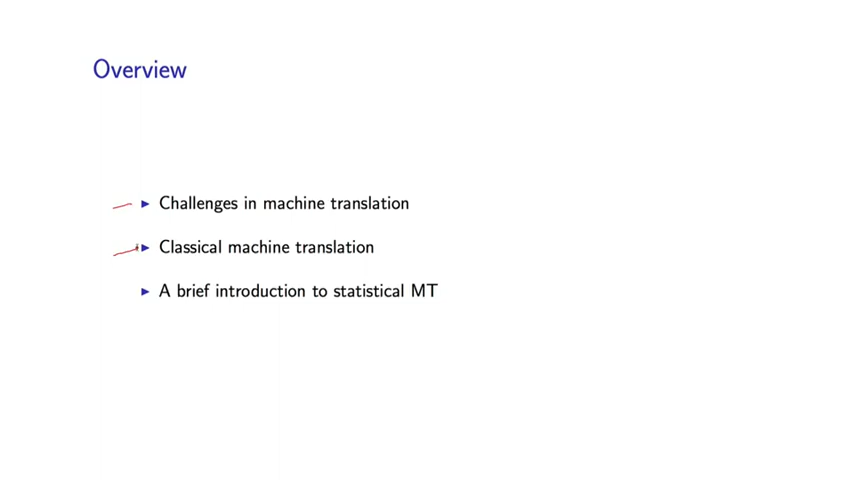 Overview
Challenges in machine translation
Classical machine translation
A brief introduction to statistical MT